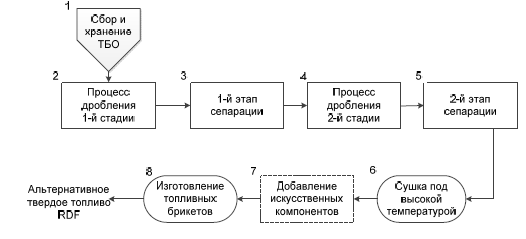 1
Сбор и
хранение
ТБО
2
Процесс
дробления
1-й стадии
3
1-й этап
сепарации
4
Процесс
дробления
2-й стадии
5
2-й этап
сепарации
6
Сушка под
высокой
температурой
7
Добавление
искусственных
компонентов
8
Изготовление
топливных
брикетов
Альтернативное
твердое топливо
RDF